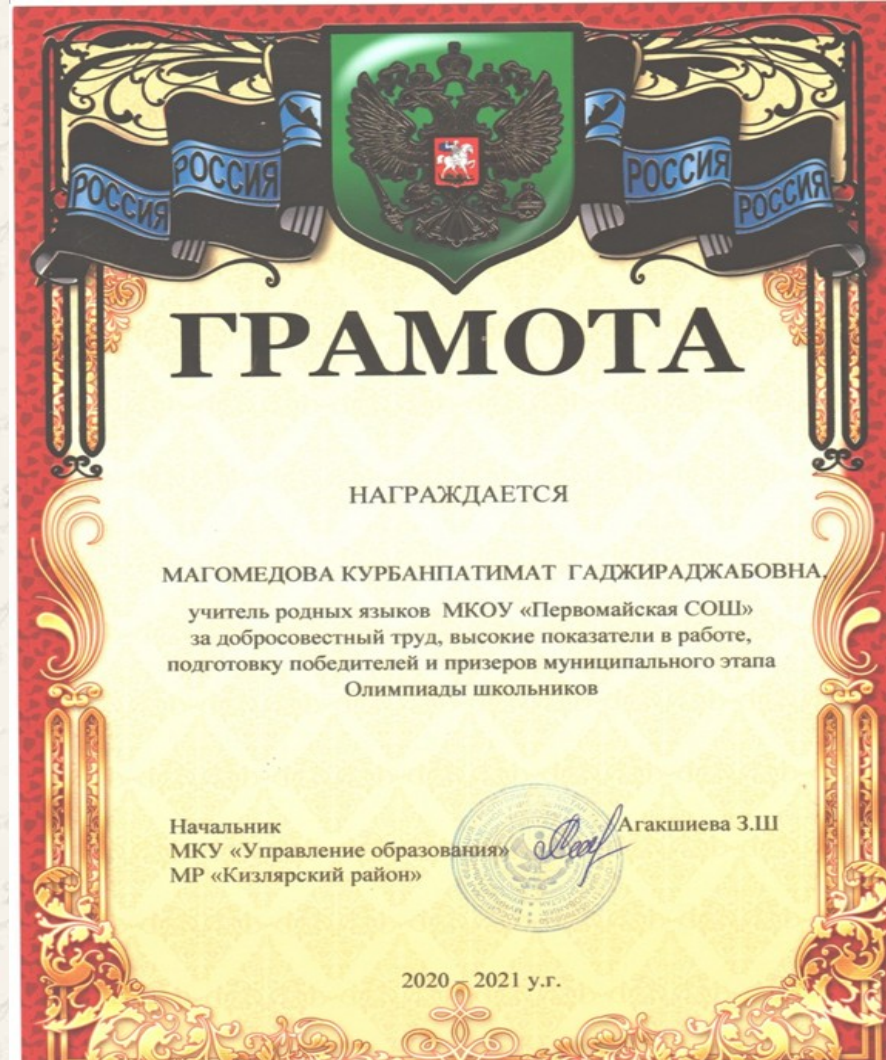 РОССИЯ
РОССИЯ
РОССИЯ
РОССИЯ
ГРАМОТА
НАГРАЖДАЕТСЯ
МАГОМЕДОВА КУРБАНПАТИМАТ ГАДЖИРАДЖАБОВНА.
учитель родных языков МКОУ «Первомайская СОШ»
за добросовестный труд, высокие показатели в работе,
подготовку победителей и призеров муниципального этапа
Олимпиады школьников
Начальник
МКУ «Управление образования»
МР «Кизлярский район»
Агакшиева З.Ш
2020 – 2021 у.г.